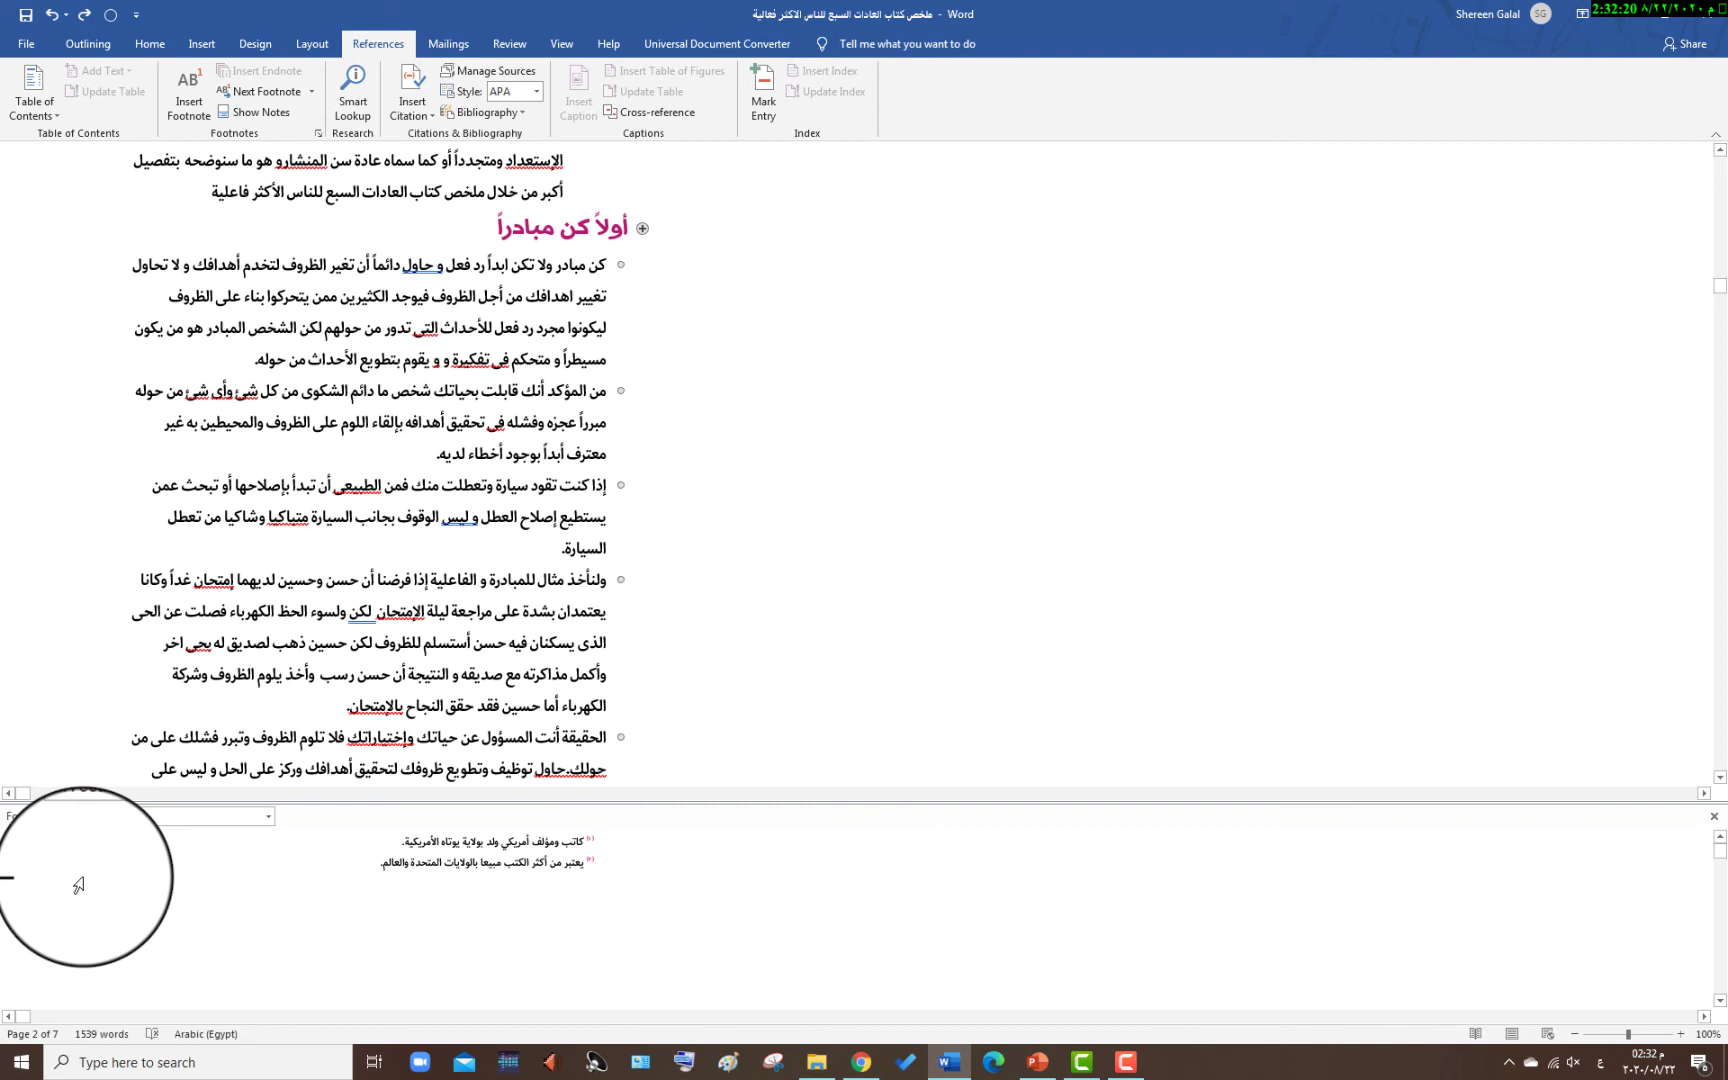 ملخص كتاب العادات السبع للناس الاكثر فعالية - Word
Shereen Galal
SG
2:32:20 م ٨/٢٢/٢٠٢٠
File
Outlining
Home
Insert
Design
Layout
References
Mailings
Review
View
Help
Universal Document Converter
Tell me what you want to do
Share
Table of
Contents
Add Text
Update Table
Table of Contents
AB1
Insert
Footnote
Insert Endnote
Next Footnote
Show Notes
Footnotes
Smart
Lookup
Research
Insert
Citation
Manage Sources
Style: APA
Bibliography
Citations & Bibliography
Insert
Caption
Insert Table of Figures
Update Table
Cross-reference
Captions
Mark
Entry
Insert Index
Update Index
Index
الإستعداد ومتجدداً أو كما سماه عادة سن المنشارو هو ما سنوضحه بتفصيل
أكبر من خلال ملخص كتاب العادات السبع للناس الأكثر فاعلية
أولاً كن مبادراً
كن مبادر ولا تكن ابداً رد فعل و حاول دائماً أن تغير الظروف لتخدم أهدافك و لا تحاول
تغيير اهدافك من أجل الظروف فيوجد الكثيرين ممن يتحركوا بناء على الظروف
ليكونوا مجرد رد فعل للأحداث التى تدور من حولهم لكن الشخص المبادر هو من يكون
مسيطراً و متحكم فى تفكيرة و و يقوم بتطويع الأحداث من حوله.
من المؤكد أنك قابلت بحياتك شخص ما دائم الشكوى من كل شئ وأى شئ من حوله
مبرراً عجزه وفشله فى تحقيق أهدافه بإلقاء اللوم على الظروف والمحيطين به غير
معترف أبداً بوجود أخطاء لديه.
إذا كنت تقود سيارة وتعطلت منك فمن الطبيعى أن تبدأ بإصلاحها أو تبحث عمن
يستطيع إصلاح العطل و ليس الوقوف بجانب السيارة متباكيا وشاكيا من تعطل
السيارة.
ولنأخذ مثال للمبادرة و الفاعلية إذا فرضنا أن حسن وحسين لديهما إمتحان غداً وكانا
يعتمدان بشدة على مراجعة ليلة الإمتحان لكن ولسوء الحظ الكهرباء فصلت عن الحى
الذى يسكنان فيه حسن أستسلم للظروف لكن حسين ذهب لصديق له بحى اخر
وأكمل مذاكرته مع صديقه و النتيجة أن حسن رسب وأخذ يلوم الظروف وشركة
الكهرباء أما حسين فقد حقق النجاح بالإمتحان.
الحقيقة أنت المسؤول عن حياتك وإختياراتك فلا تلوم الظروف وتبرر فشلك على من
حولك.حاول توظيف وتطويع ظروفك لتحقيق أهدافك وركز على الحل و ليس على
كاتب ومؤلف أمريكي ولد بولاية يوتاه الأمريكية.
يعتبر من أكثر الكتب مبيعا بالولايات المتحدة والعالم.
Page 2 of 7
1539 words
Arabic (Egypt)
100%
Type here to search
ع
02:32 م
٢٠٢٠/٠٨/٢٢